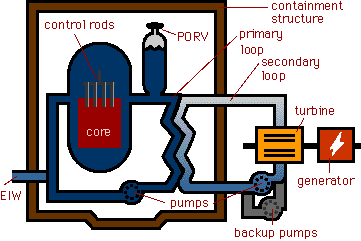 containment
structure
control rods
PORV
primary
loop
secondary
loop
turbine
core
generator
EIW
pumps
backup pumps